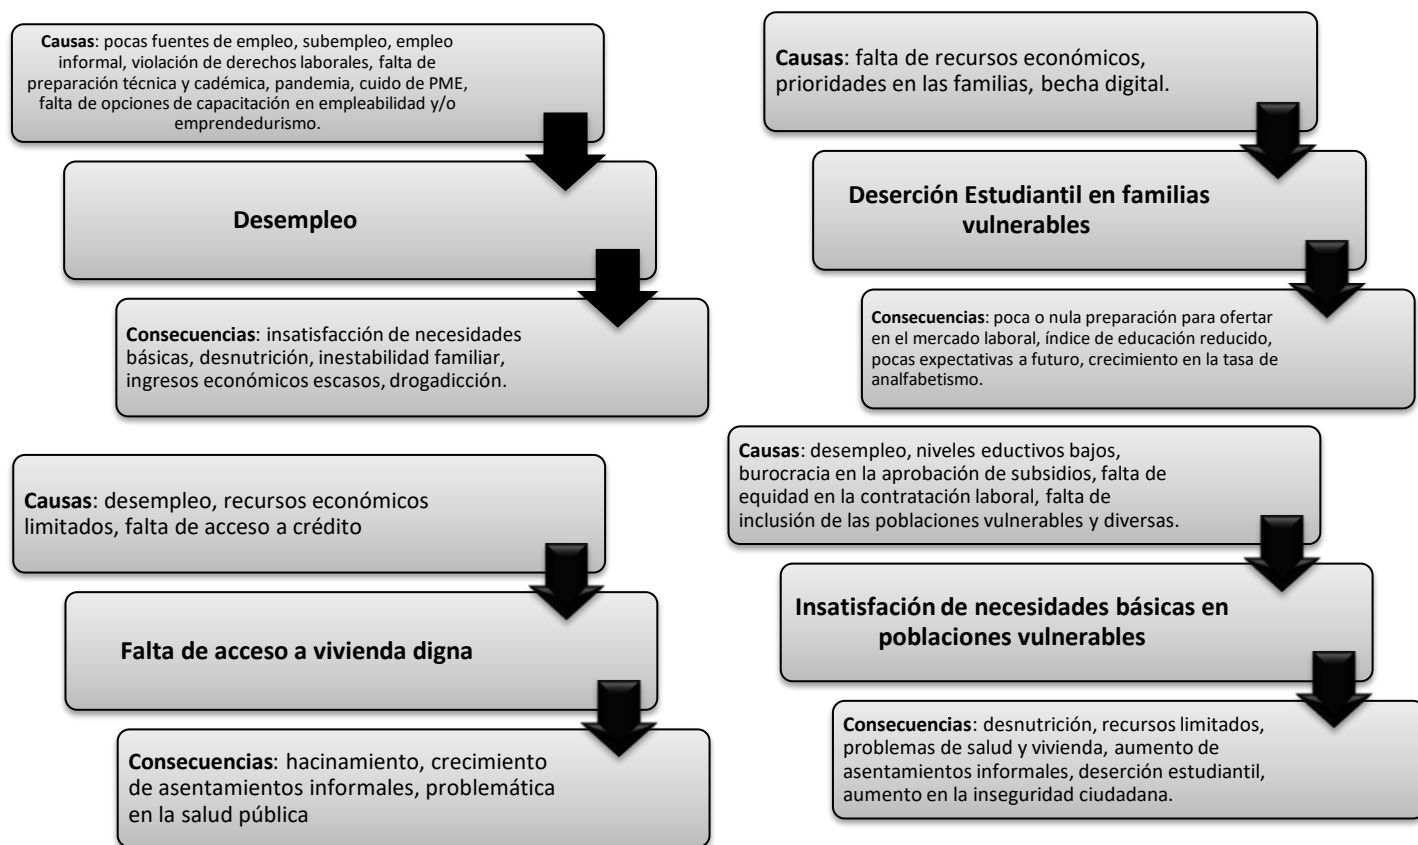 Causas: pocas fuentes de empleo, subempleo, empleo
informal, violación de derechos laborales, falta de
preparación técnica y cadémica, pandemia, cuido de PME,
falta de opciones de capacitación en empleabilidad y/o
emprendedurismo.
Desempleo
Consecuencias: insatisfacción de necesidades
básicas, desnutrición, inestabilidad familiar,
ingresos económicos escasos, drogadicción.
Causas: falta de recursos económicos,
prioridades en las familias, becha digital.
Deserción Estudiantil en familias
vulnerables
Consecuencias: poca o nula preparación para ofertar
en el mercado laboral, índice de educación reducido,
pocas expectativas a futuro, crecimiento en la tasa de
analfabetismo.
Causas: desempleo, recursos económicos
limitados, falta de acceso a crédito
Falta de acceso a vivienda digna
Consecuencias: hacinamiento, crecimiento
de asentamientos informales, problemática
en la salud pública
Causas: desempleo, niveles eductivos bajos,
burocracia en la aprobación de subsidios, falta de
equidad en la contratación laboral, falta de
inclusión de las poblaciones vulnerables y diversas.
Insatisfación de necesidades básicas en
poblaciones vulnerables
Consecuencias: desnutrición, recursos limitados,
problemas de salud y vivienda, aumento de
asentamientos informales, deserción estudiantil,
aumento en la inseguridad ciudadana.